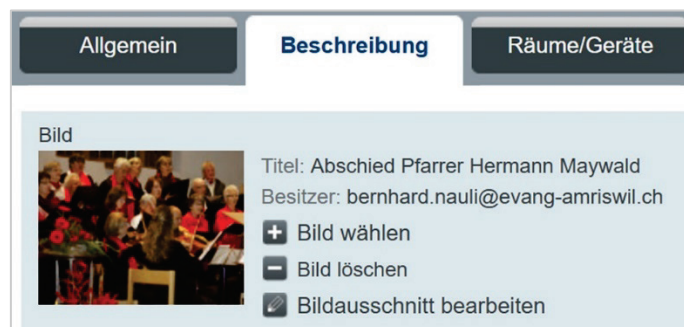 Allgemein
Beschreibung
Räume/Geräte
Bild
Titel: Abschied Pfarrer Hermann Maywald
Besitzer: bernhard.nauli@evang-amriswil.ch
Bild wählen
Bild löschen
Bildausschnitt bearbeiten